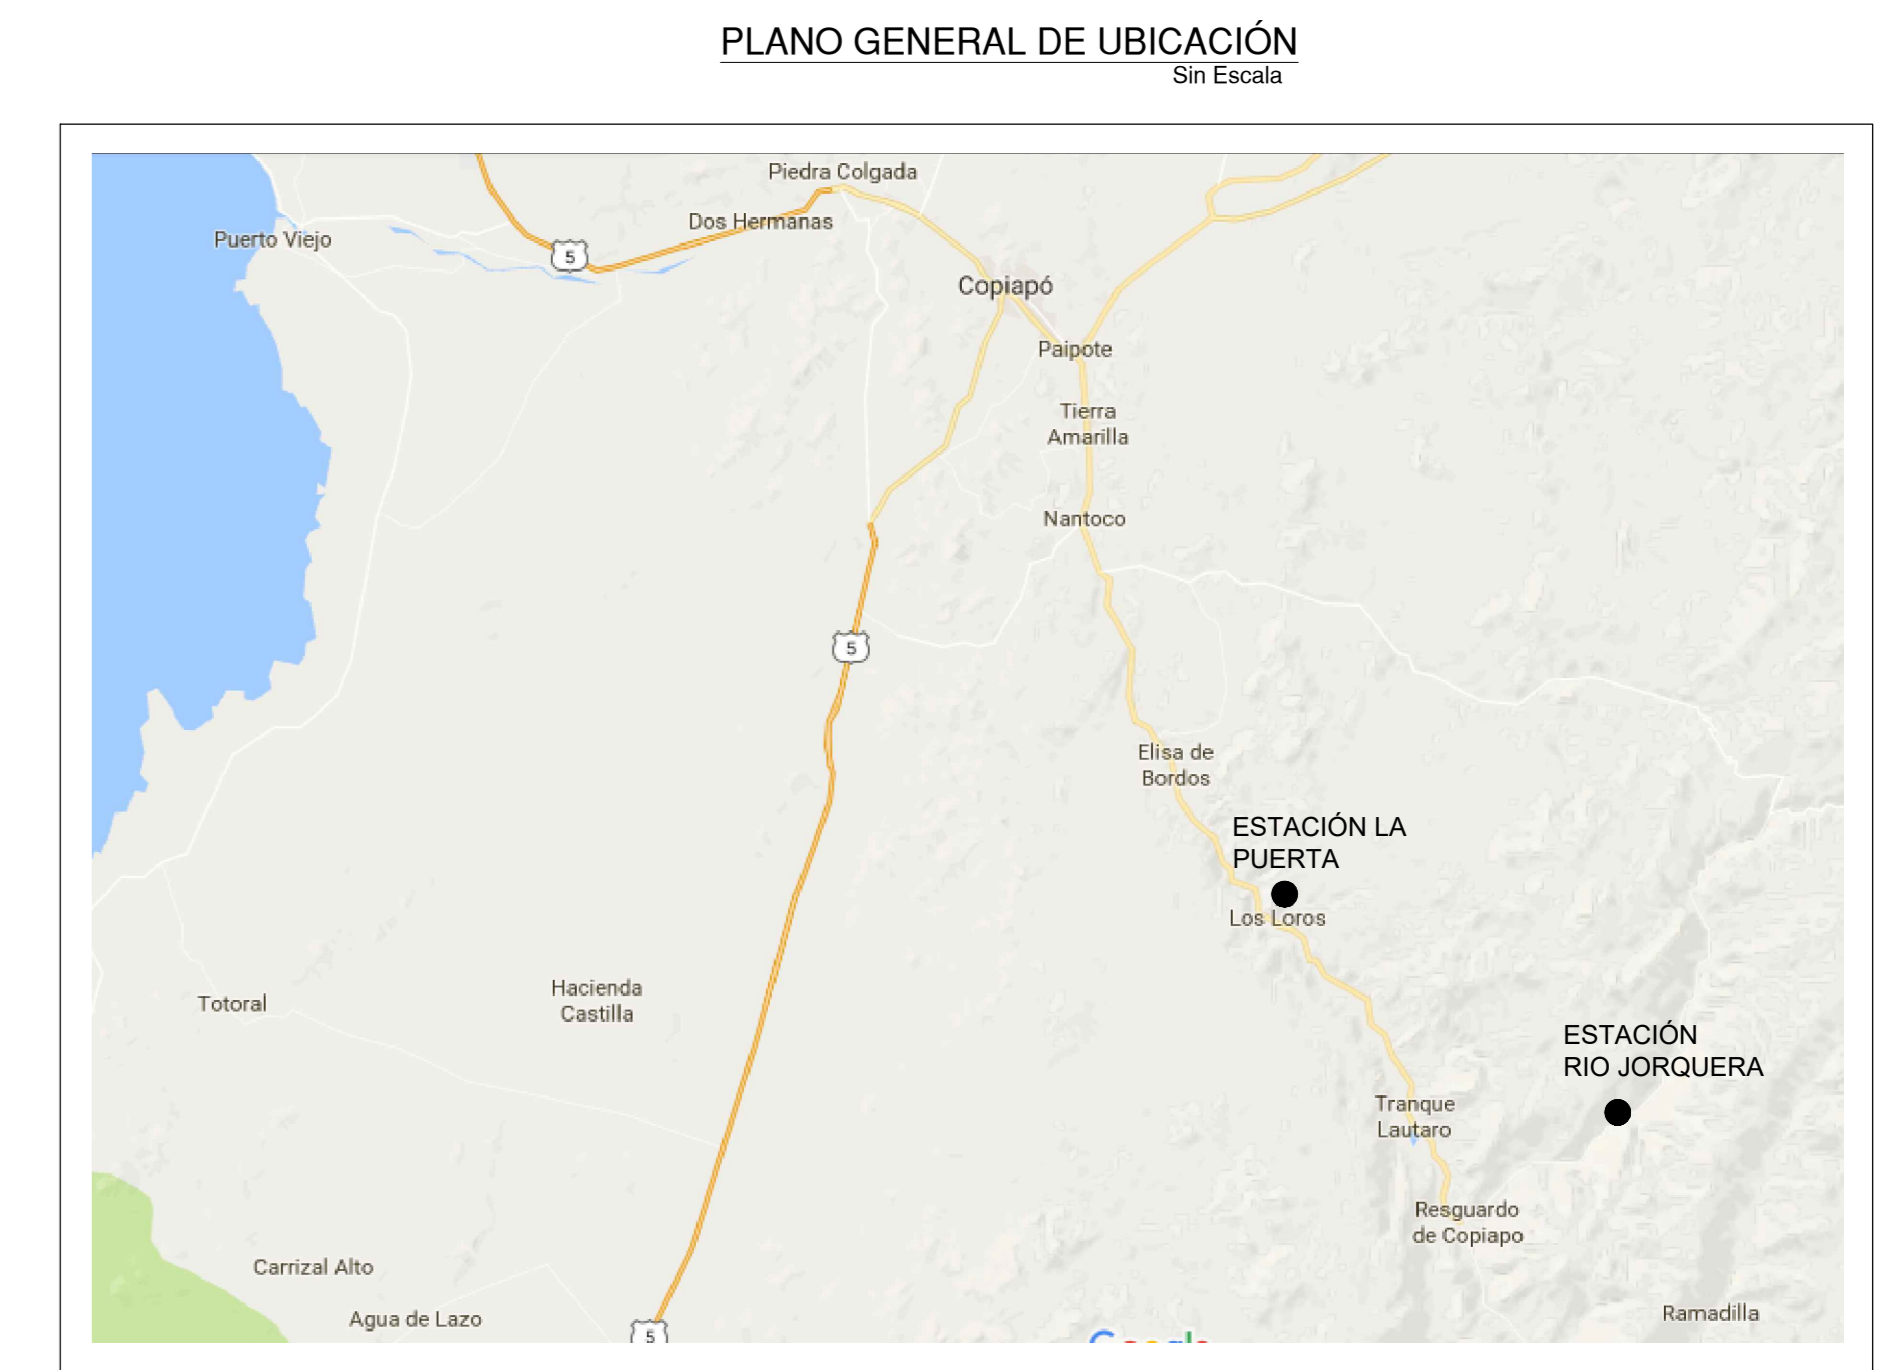 PLANO GENERAL DE UBICACIÓN
Sin Escala
Piedra Colgada
Dos Hermanas
Puerto Viejo
5
Copiapó
Paipote
Tierra
Amarilla
Nantoco
5
Elisa de
Bordos
ESTACIÓN LA
PUERTA
Los Loros
Totoral
Hacienda
Castilla
ESTACIÓN
RIO JORQUERA
Tranque
Lautaro
Resguardo
de Copiapo
Carrizal Alto
Agua de Lazo
Ramadilla
5
Google